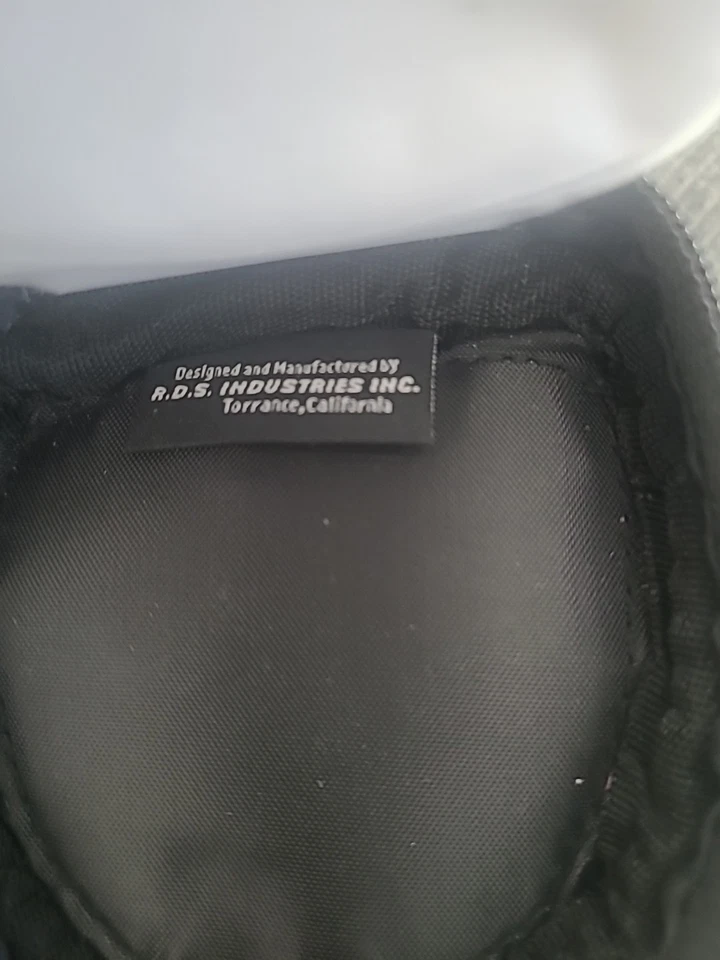 Designed and Manufactured by
R.D.S. INDUSTRIES INC.
Torrance, California